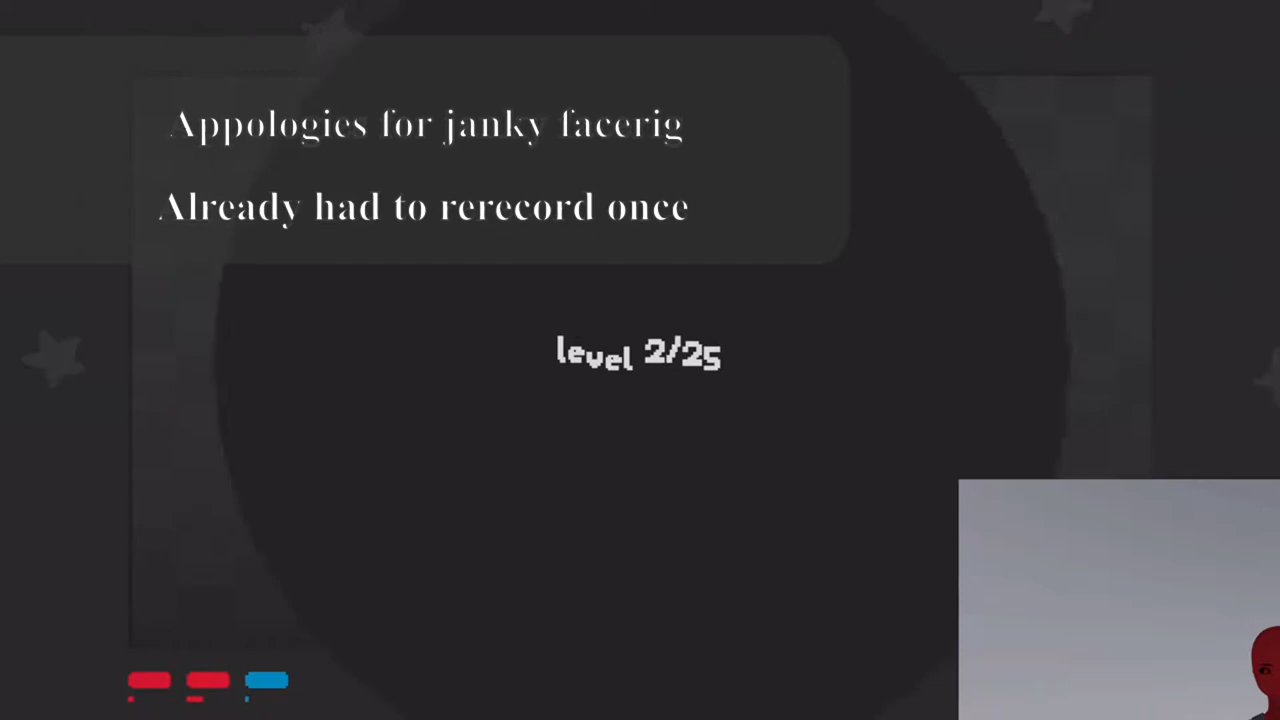 Appologies for janky facerig
Already had to rerecord once
level 2/25